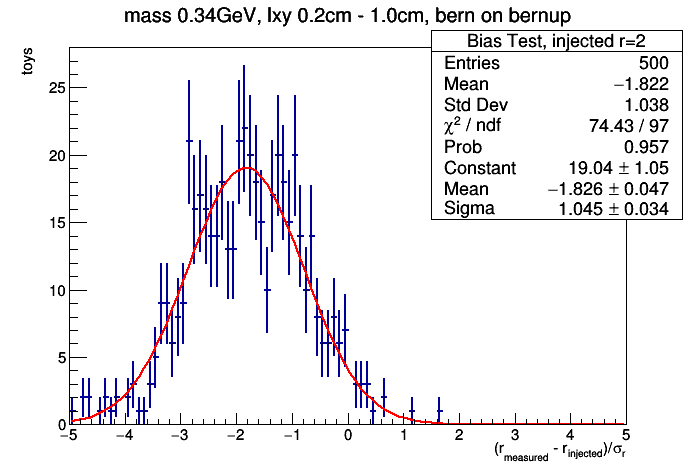 mass 0.34GeV, lxy 0.2cm - 1.0cm, bern on bernup
toys
Bias Test, injected r=2
Entries 500
Mean −1.822
Std Dev 1.038
χ² / ndf 74.43 / 97
Prob 0.957
Constant 19.04 ± 1.05
Mean −1.826 ± 0.047
Sigma 1.045 ± 0.034
25
20
15
10
5
0
−5 −4 −3 −2 −1 0 1 2 3 4 5
(r_measured - r_injected)/σ_r